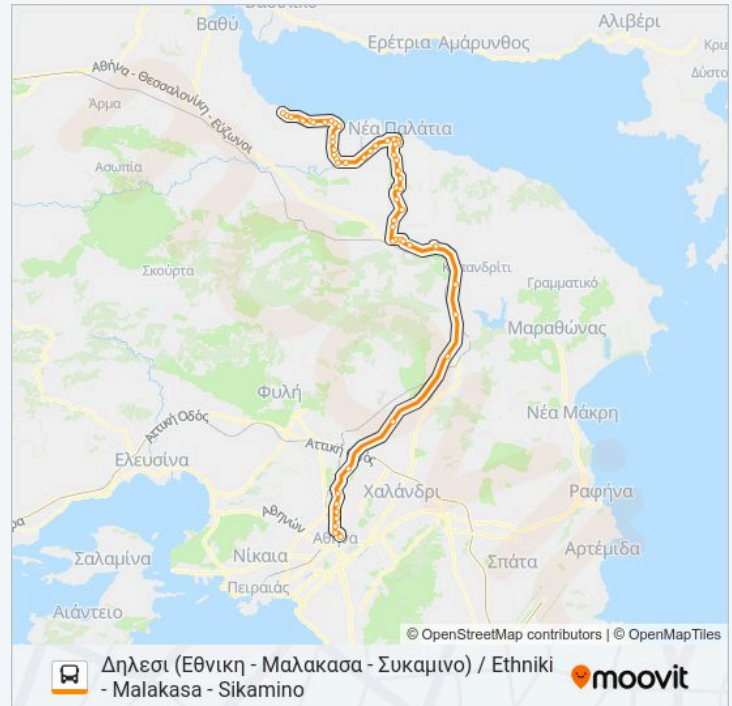 Βαθύ
Αλιβέρι
Ερέτρια Αμάρυνθος
Αθήνα - Θεσσαλονίκη - Εύζωνοι
Δύστο
Άρμα
Νέα Παλάτια
Ασωπία
Σκούρτα
Γραμματικό
Μαραθώνας
Φυλή
Νέα Μάκρη
Αττική Οδός
Ελευσίνα
Χαλάνδρι
Ραφήνα
Αθηνών
Αθήνα
Νίκαια
Σπάτα
Αρτέμιδα
Σαλαμίνα
Πειραιάς
Αιάντειο
© OpenStreetMap contributors | © OpenMapTiles
Δηλεσι (Εθνικη - Μαλακασα - Συκαμινο) / Ethniki
- Malakasa - Sikamino
moovit